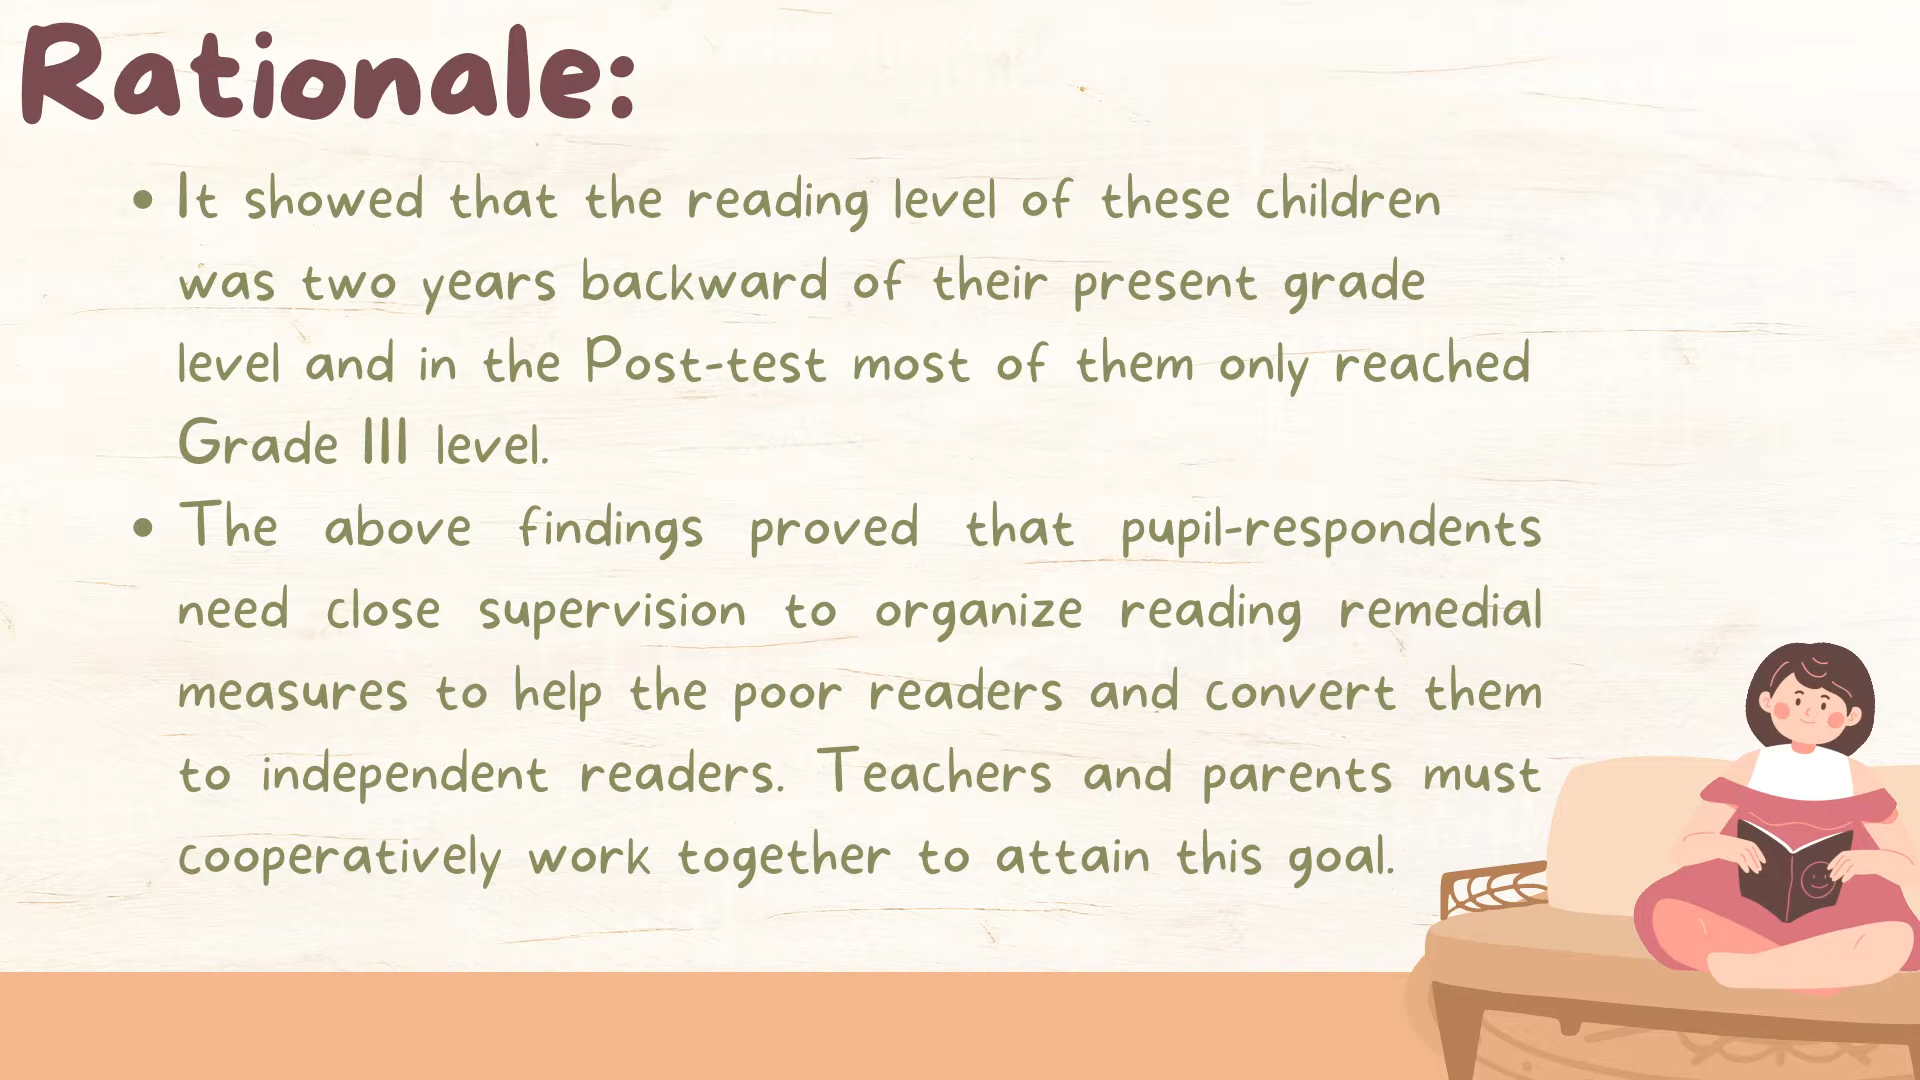 Rationale:
• It showed that the reading level of these children
was two years backward of their present grade
level and in the Post-test most of them only reached
Grade III level.
• The above findings proved that pupil-respondents
need close supervision to organize reading remedial
measures to help the poor readers and convert them
to independent readers. Teachers and parents must
cooperatively work together to attain this goal.